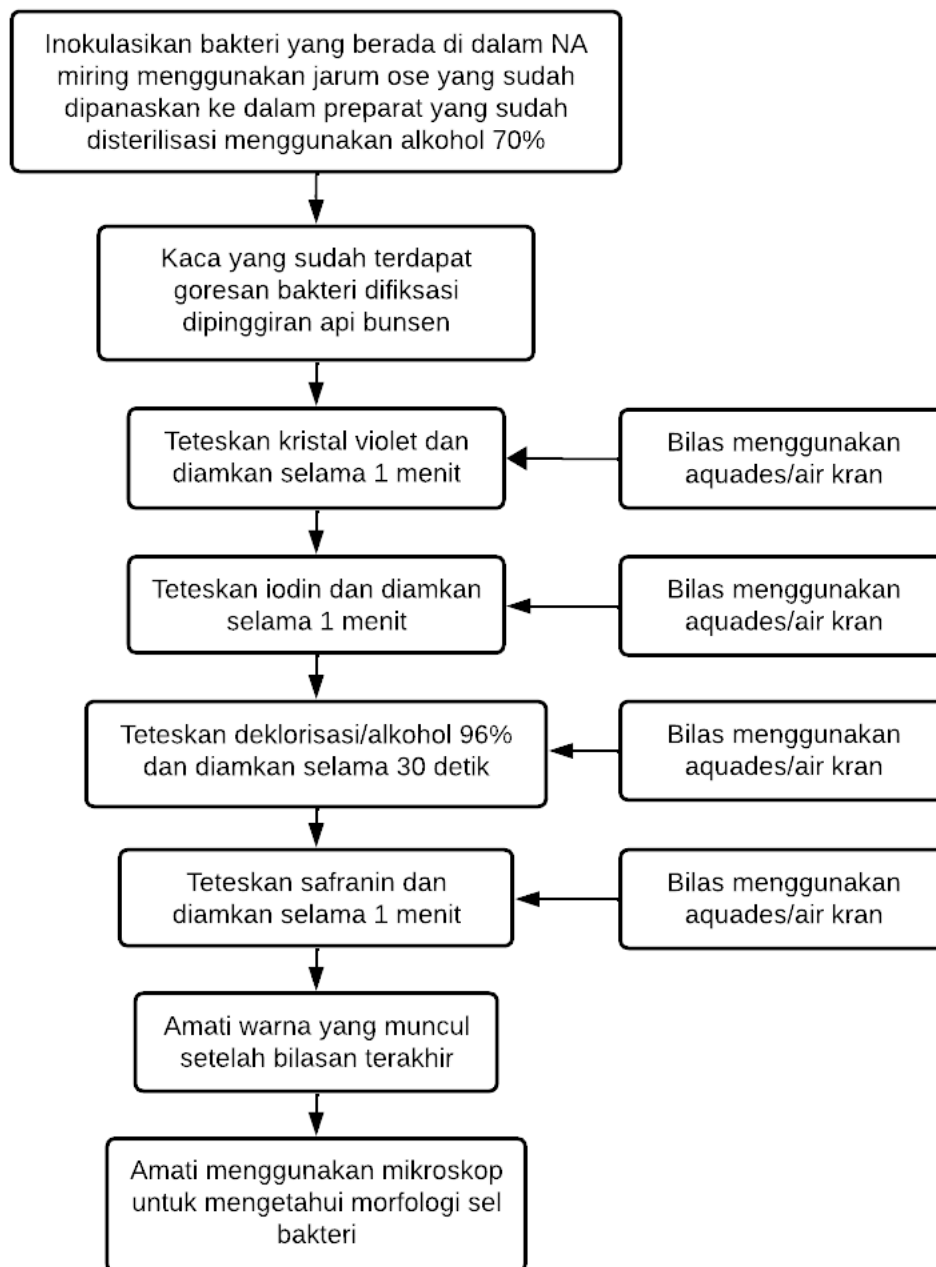 Inokulasikan bakteri yang berada di dalam NA
miring menggunakan jarum ose yang sudah
dipanaskan ke dalam preparat yang sudah
disterilisasi menggunakan alkohol 70%
Kaca yang sudah terdapat
goresan bakteri difiksasi
dipinggiran api bunsen
Teteskan kristal violet dan
diamkan selama 1 menit
Bilas menggunakan
aquades/air kran
Teteskan iodin dan diamkan
selama 1 menit
Bilas menggunakan
aquades/air kran
Teteskan deklorisasi/alkohol 96%
dan diamkan selama 30 detik
Bilas menggunakan
aquades/air kran
Teteskan safranin dan
diamkan selama 1 menit
Bilas menggunakan
aquades/air kran
Amati warna yang muncul
setelah bilasan terakhir
Amati menggunakan mikroskop
untuk mengetahui morfologi sel
bakteri